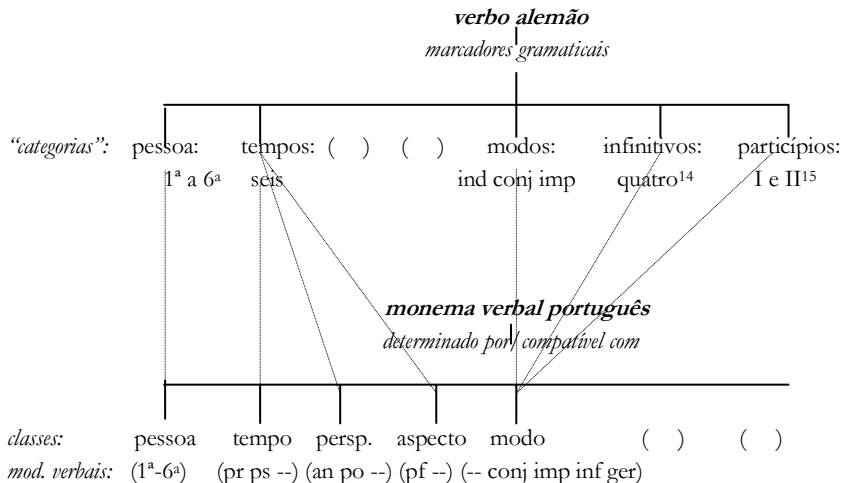 verbo alemão
marcadores gramaticais
“categorias”: pessoa: tempos: ( ) ( ) modos: infinitivos: particípios:
1ª a 6ª seis ind conj imp quatro¹⁴ I e II¹⁵
monema verbal português
determinado por / compatível com
classes: pessoa tempo persp. aspecto modo ( ) ( )
mod. verbais: (1ª-6ª) (pr ps --) (an po --) (pf --) (-- conj imp inf ger)